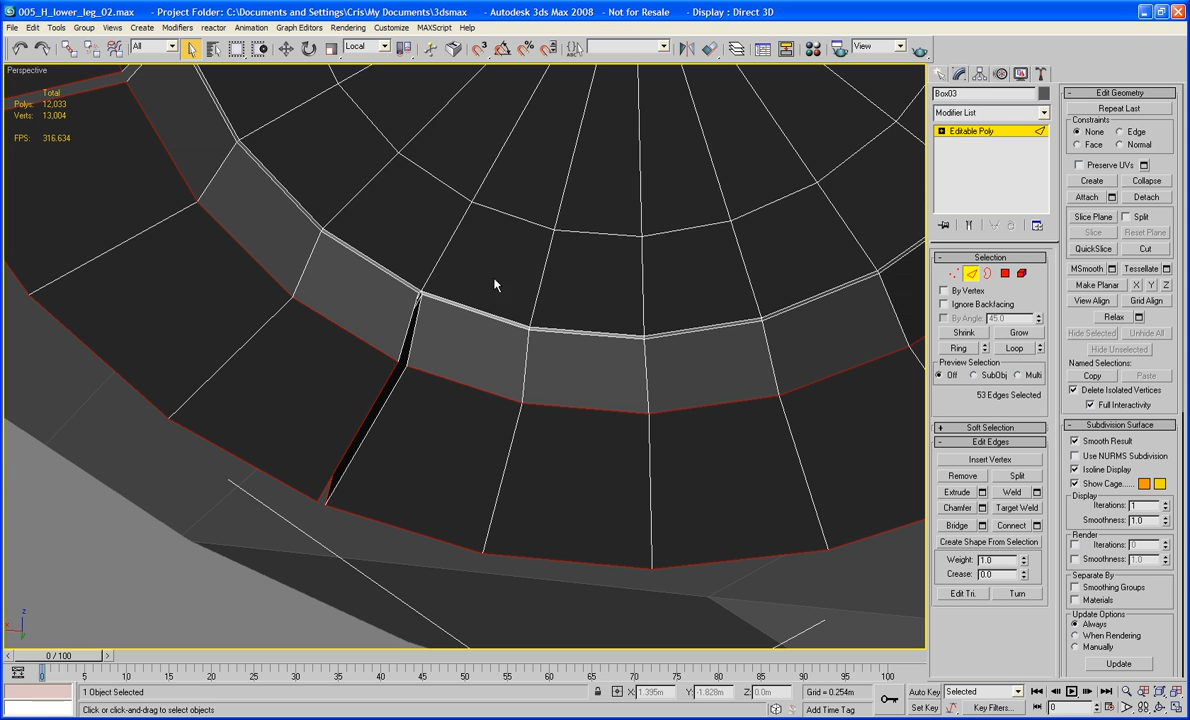 005_H_lower_leg_02.max - Project Folder: C:\Documents and Settings\Cris\My Documents\3dsmax - Autodesk 3ds Max 2008 - Not for Resale - Display : Direct 3D
File Edit Tools Group Views Create Modifiers reactor Animation Graph Editors Rendering Customize MAXScript Help
All Local View
Perspective
Total
Polys: 12,033
Verts: 13,004
FPS: 316.634
Box03
Modifier List
Editable Poly
Selection
By Vertex
Ignore Backfacing
By Angle: 45.0
Shrink Grow
Ring Loop
Preview Selection
Off SubObj Multi
53 Edges Selected
Soft Selection
Edit Edges
Insert Vertex
Remove Split
Extrude Weld
Chamfer Target Weld
Bridge Connect
Create Shape From Selection
Weight: 1.0
Crease: 0.0
Edit Tri. Turn
Edit Geometry
Repeat Last
Constraints
None Edge
Face Normal
Preserve UVs
Create Collapse
Attach Detach
Slice Plane Split
Slice Reset Plane
QuickSlice Cut
MSmooth Tessellate
Make Planar X Y Z
View Align Grid Align
Relax
Hide Selected Unhide All
Hide Unselected
Named Selections:
Copy Paste
Delete Isolated Vertices
Full Interactivity
Subdivision Surface
Smooth Result
Use NURMS Subdivision
Isoline Display
Show Cage......
Display
Iterations: 1
Smoothness: 1.0
Render
Iterations: 0
Smoothness: 1.0
Separate By
Smoothing Groups
Materials
Update Options
Always
When Rendering
Manually
Update
z
x
y
0 / 100
0 5 10 15 20 25 30 35 40 45 50 55 60 65 70 75 80 85 90 95 100
1 Object Selected X: 1.395m Y: -1.828m Z: 0.0m Grid = 0.254m Auto Key Selected
Click or click-and-drag to select objects Add Time Tag Set Key Key Filters... 0